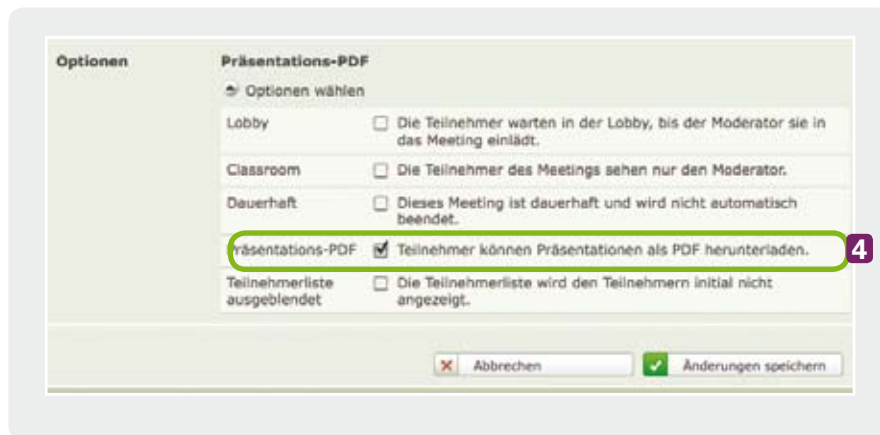 Optionen
Präsentations-PDF
Optionen wählen
Lobby
Die Teilnehmer warten in der Lobby, bis der Moderator sie in
das Meeting einlädt.
Classroom
Die Teilnehmer des Meetings sehen nur den Moderator.
Dauerhaft
Dieses Meeting ist dauerhaft und wird nicht automatisch
beendet.
Präsentations-PDF
Teilnehmer können Präsentationen als PDF herunterladen.
4
Teilnehmerliste
ausgeblendet
Die Teilnehmerliste wird den Teilnehmern initial nicht
angezeigt.
Abbrechen
Änderungen speichern